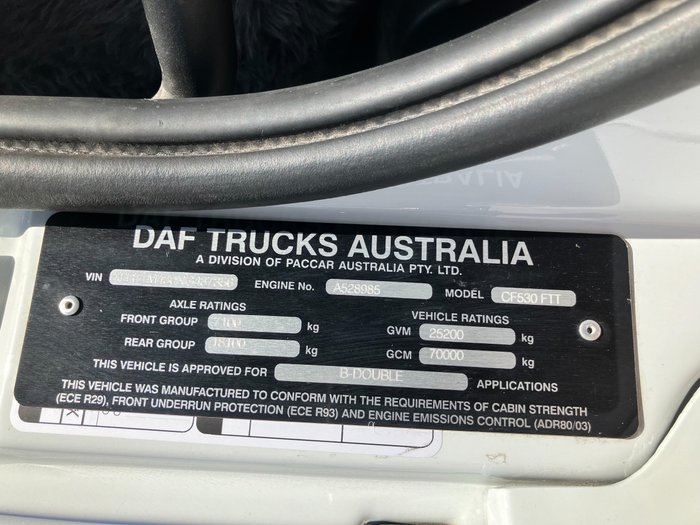 DAF TRUCKS AUSTRALIA
A DIVISION OF PACCAR AUSTRALIA PTY. LTD.
VIN ENGINE No. A528985 MODEL CF530 FTT
AXLE RATINGS
FRONT GROUP 7100 kg
REAR GROUP 18100 kg
VEHICLE RATINGS
GVM 25200 kg
GCM 70000 kg
THIS VEHICLE IS APPROVED FOR B-DOUBLE APPLICATIONS
THIS VEHICLE WAS MANUFACTURED TO CONFORM WITH THE REQUIREMENTS OF CABIN STRENGTH
(ECE R29), FRONT UNDERRUN PROTECTION (ECE R93) AND ENGINE EMISSIONS CONTROL (ADR80/03)